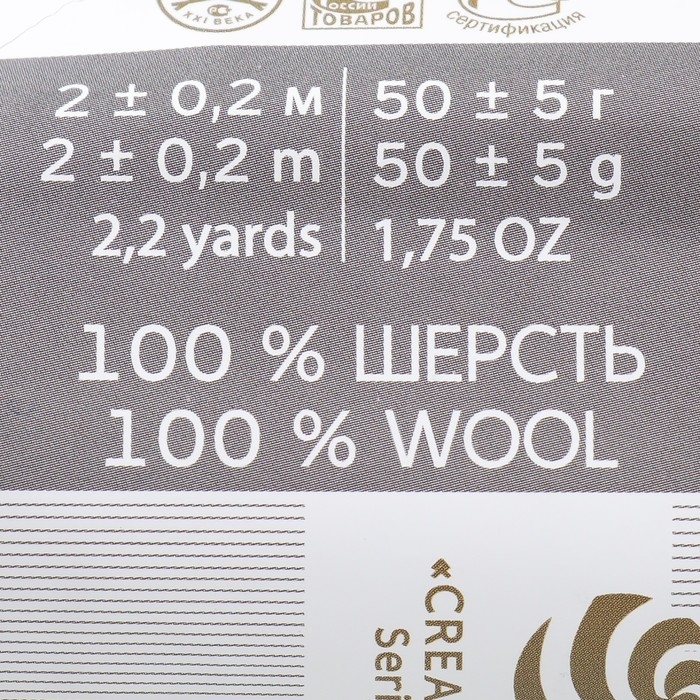 XXI ВЕКА
ТОВАРОВ
сертификация
2 ± 0,2 м
2 ± 0,2 m
2,2 yards
50 ± 5 г
50 ± 5 g
1,75 OZ
100 % ШЕРСТЬ
100 % WOOL
«CREA
Seri